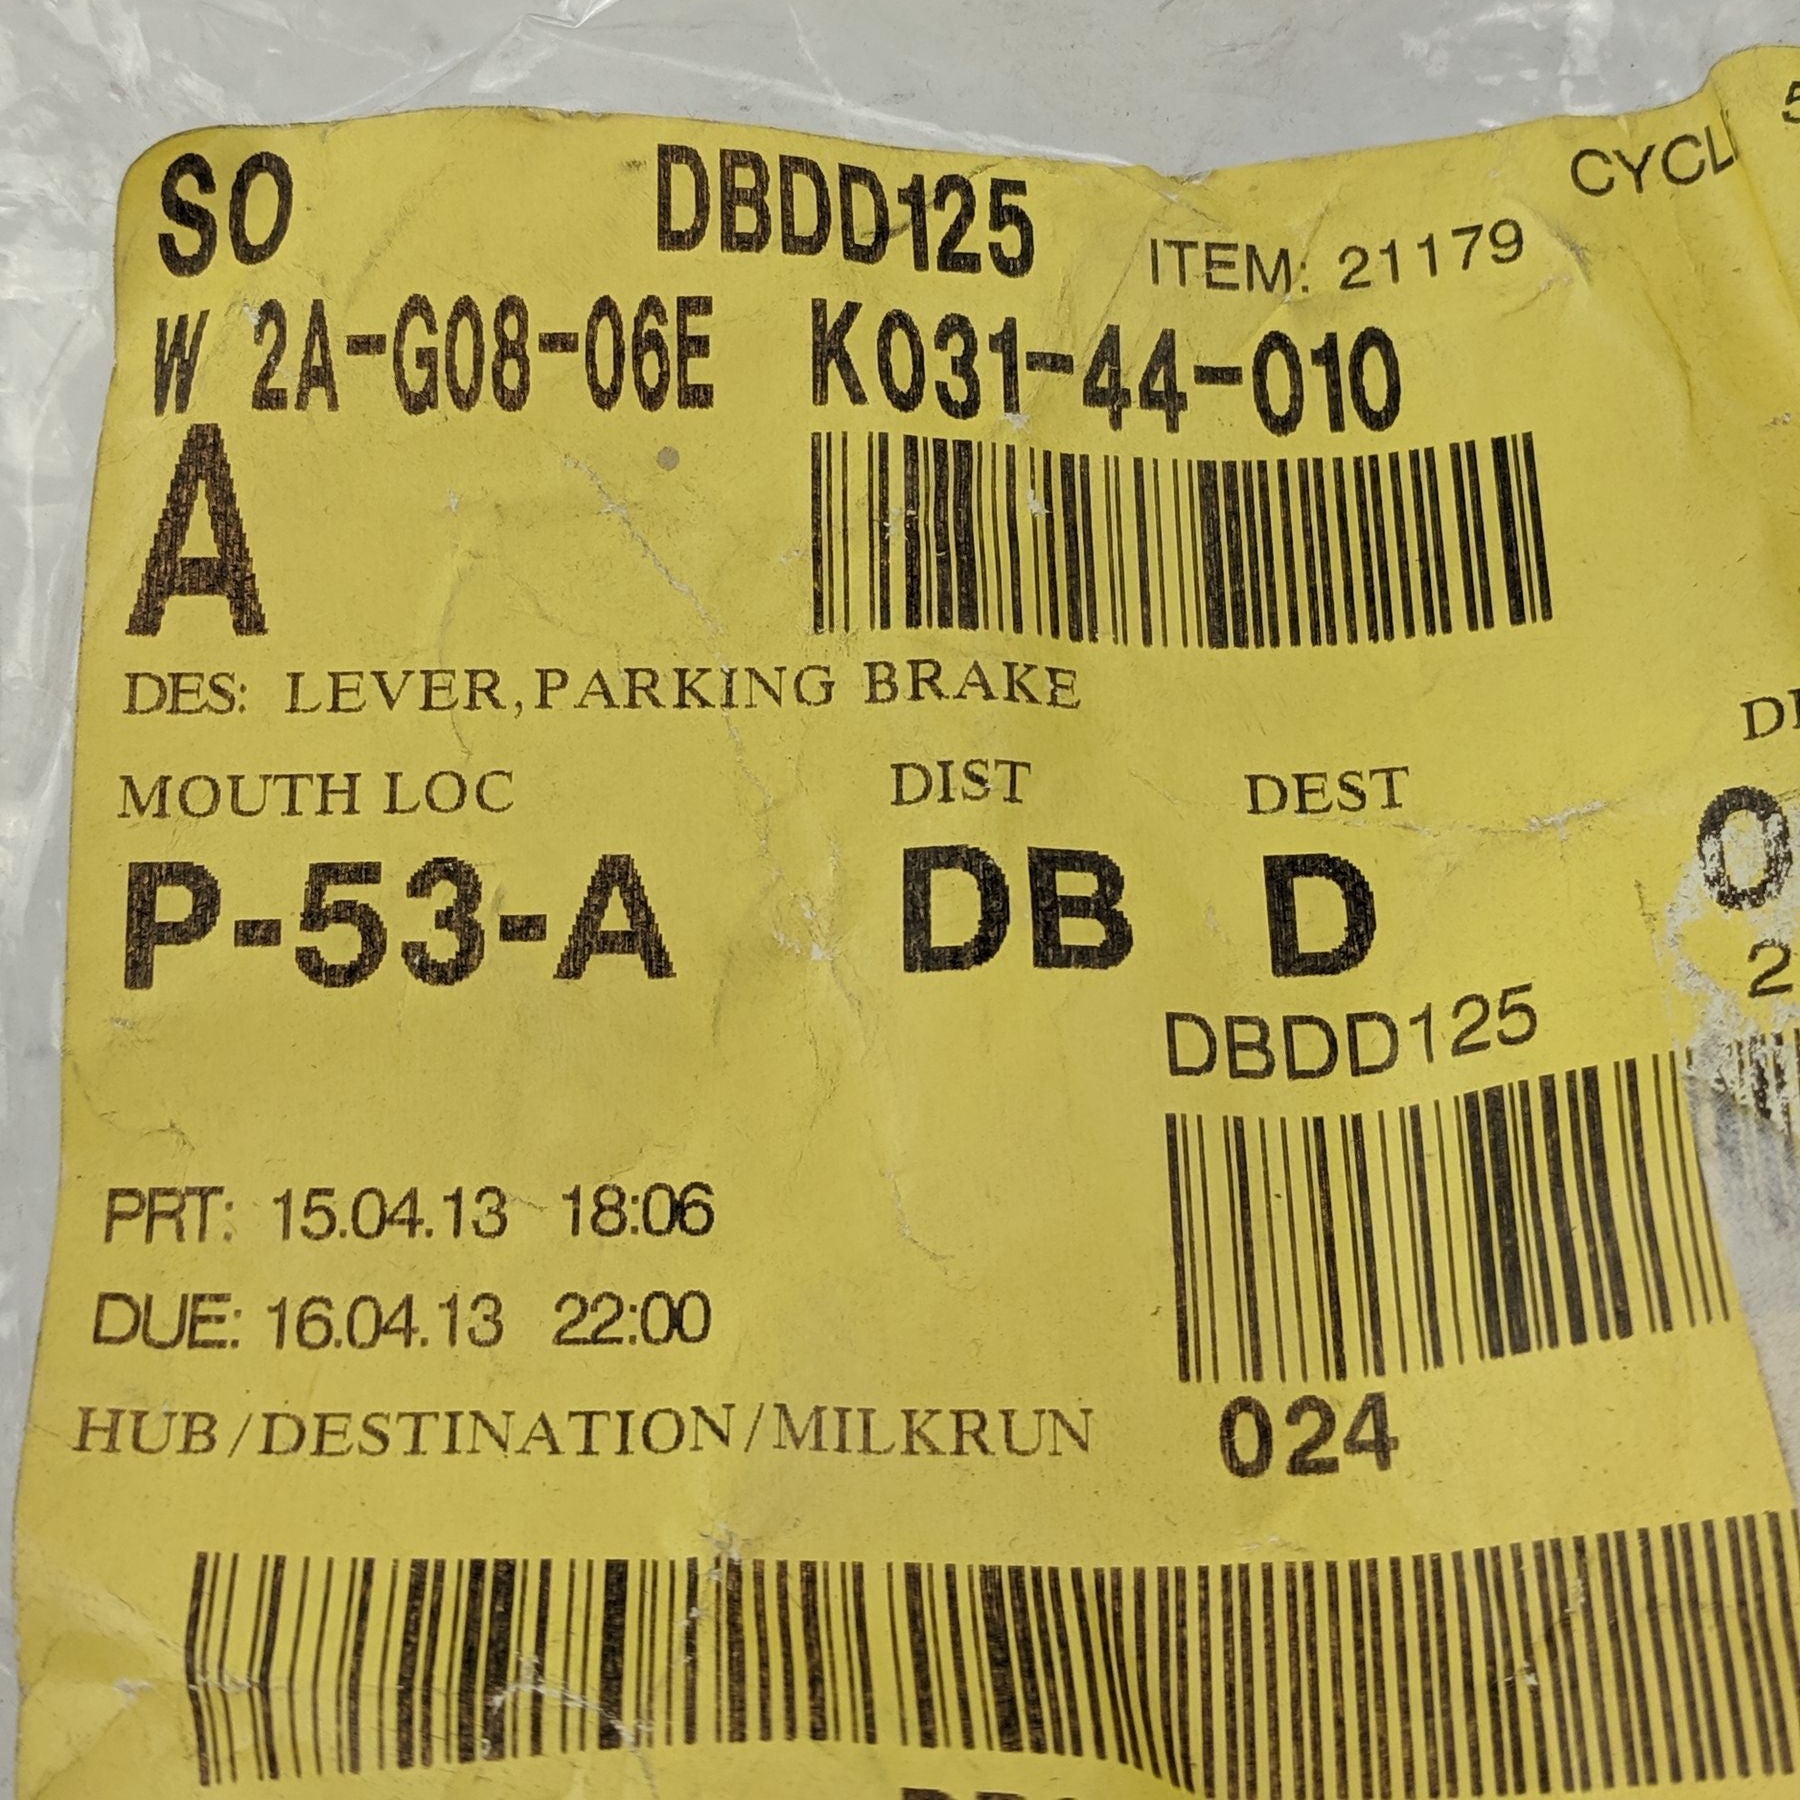 SO DBDD125 ITEM: 21179
W 2A-G08-06E K031-44-010
A
DES: LEVER,PARKING BRAKE
MOUTH LOC DIST DEST
P-53-A DB D
DBDD125
PRT: 15.04.13 18:06
DUE: 16.04.13 22:00
HUB/DESTINATION/MILKRUN 024